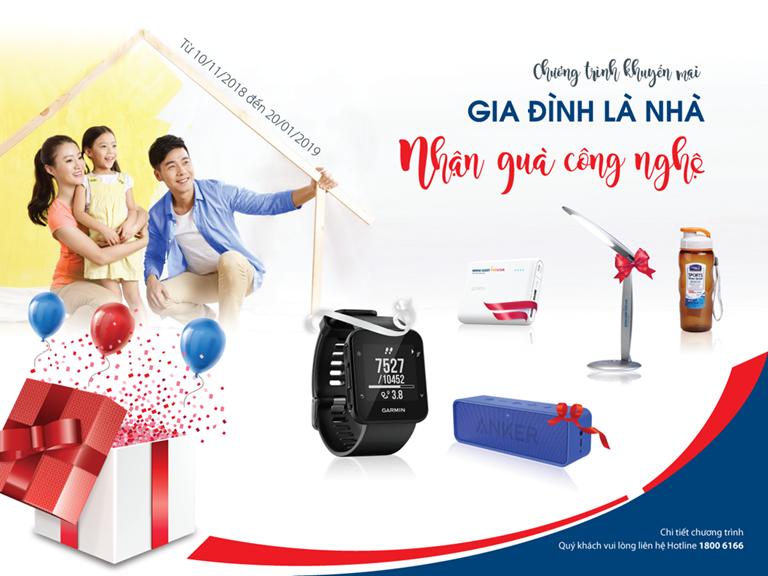 Từ 10/11/2018 đến 20/01/2019
Chương trình khuyến mại
GIA ĐÌNH LÀ NHÀ
Nhận quà công nghệ
SPORTS
7527
/10452
3.8
GARMIN
ANKER
Chi tiết chương trình
Quý khách vui lòng liên hệ Hotline 1800 6166